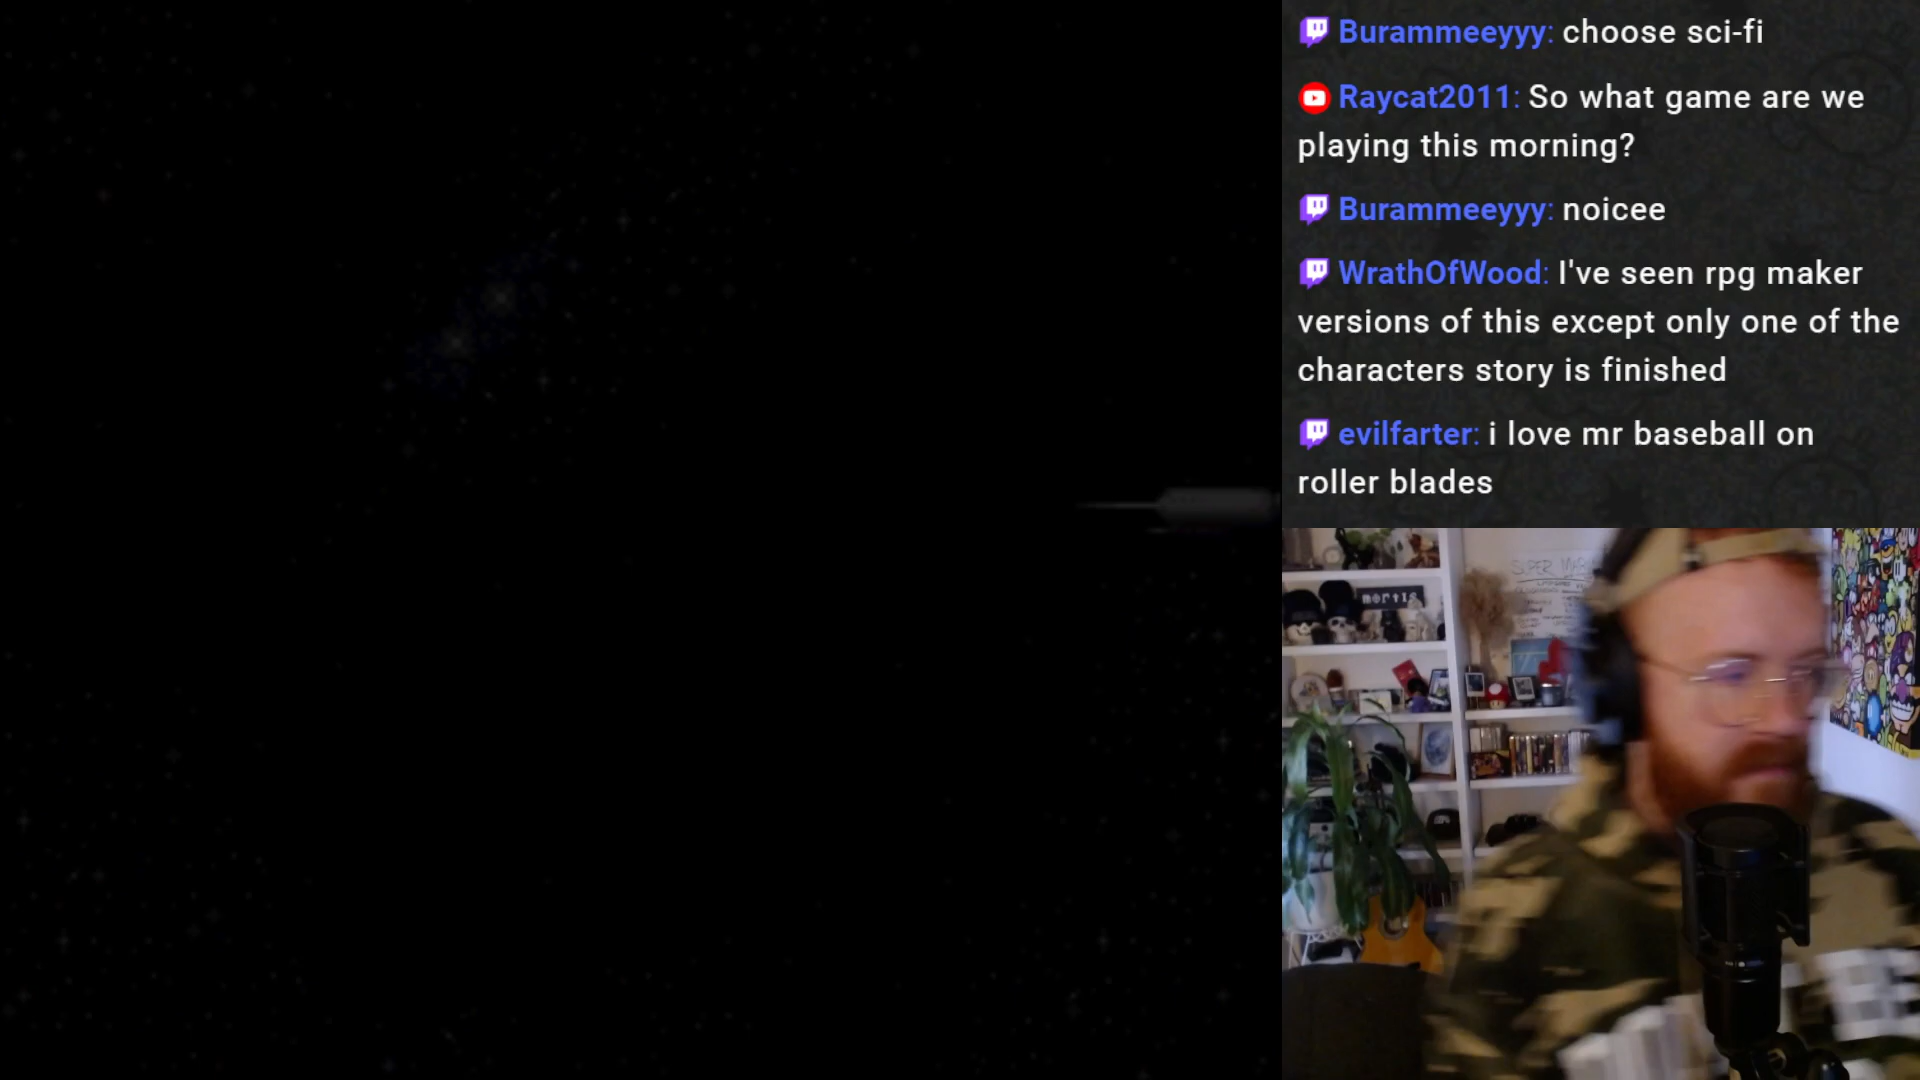 Burammeeyyy: choose sci-fi
Raycat2011: So what game are we
playing this morning?
Burammeeyyy: noicee
WrathOfWood: I've seen rpg maker
versions of this except only one of the
characters story is finished
evilfarter: i love mr baseball on
roller blades
SUPER
mortis